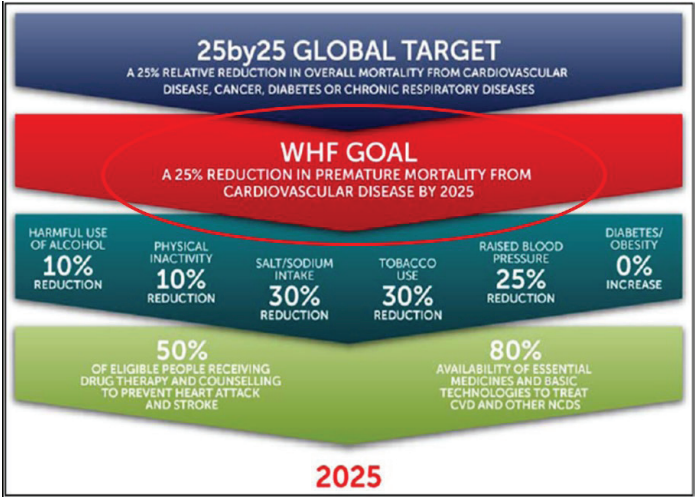 25by25 GLOBAL TARGET
A 25% RELATIVE REDUCTION IN OVERALL MORTALITY FROM CARDIOVASCULAR
DISEASE, CANCER, DIABETES OR CHRONIC RESPIRATORY DISEASES
WHF GOAL
A 25% REDUCTION IN PREMATURE MORTALITY FROM
CARDIOVASCULAR DISEASE BY 2025
HARMFUL USE
OF ALCOHOL
10%
REDUCTION
PHYSICAL
INACTIVITY
10%
REDUCTION
SALT/SODIUM
INTAKE
30%
REDUCTION
TOBACCO
USE
30%
REDUCTION
RAISED BLOOD
PRESSURE
25%
REDUCTION
DIABETES/
OBESITY
0%
INCREASE
50%
OF ELIGIBLE PEOPLE RECEIVING
DRUG THERAPY AND COUNSELLING
TO PREVENT HEART ATTACK
AND STROKE
80%
AVAILABILITY OF ESSENTIAL
MEDICINES AND BASIC
TECHNOLOGIES TO TREAT
CVD AND OTHER NCDS
2025